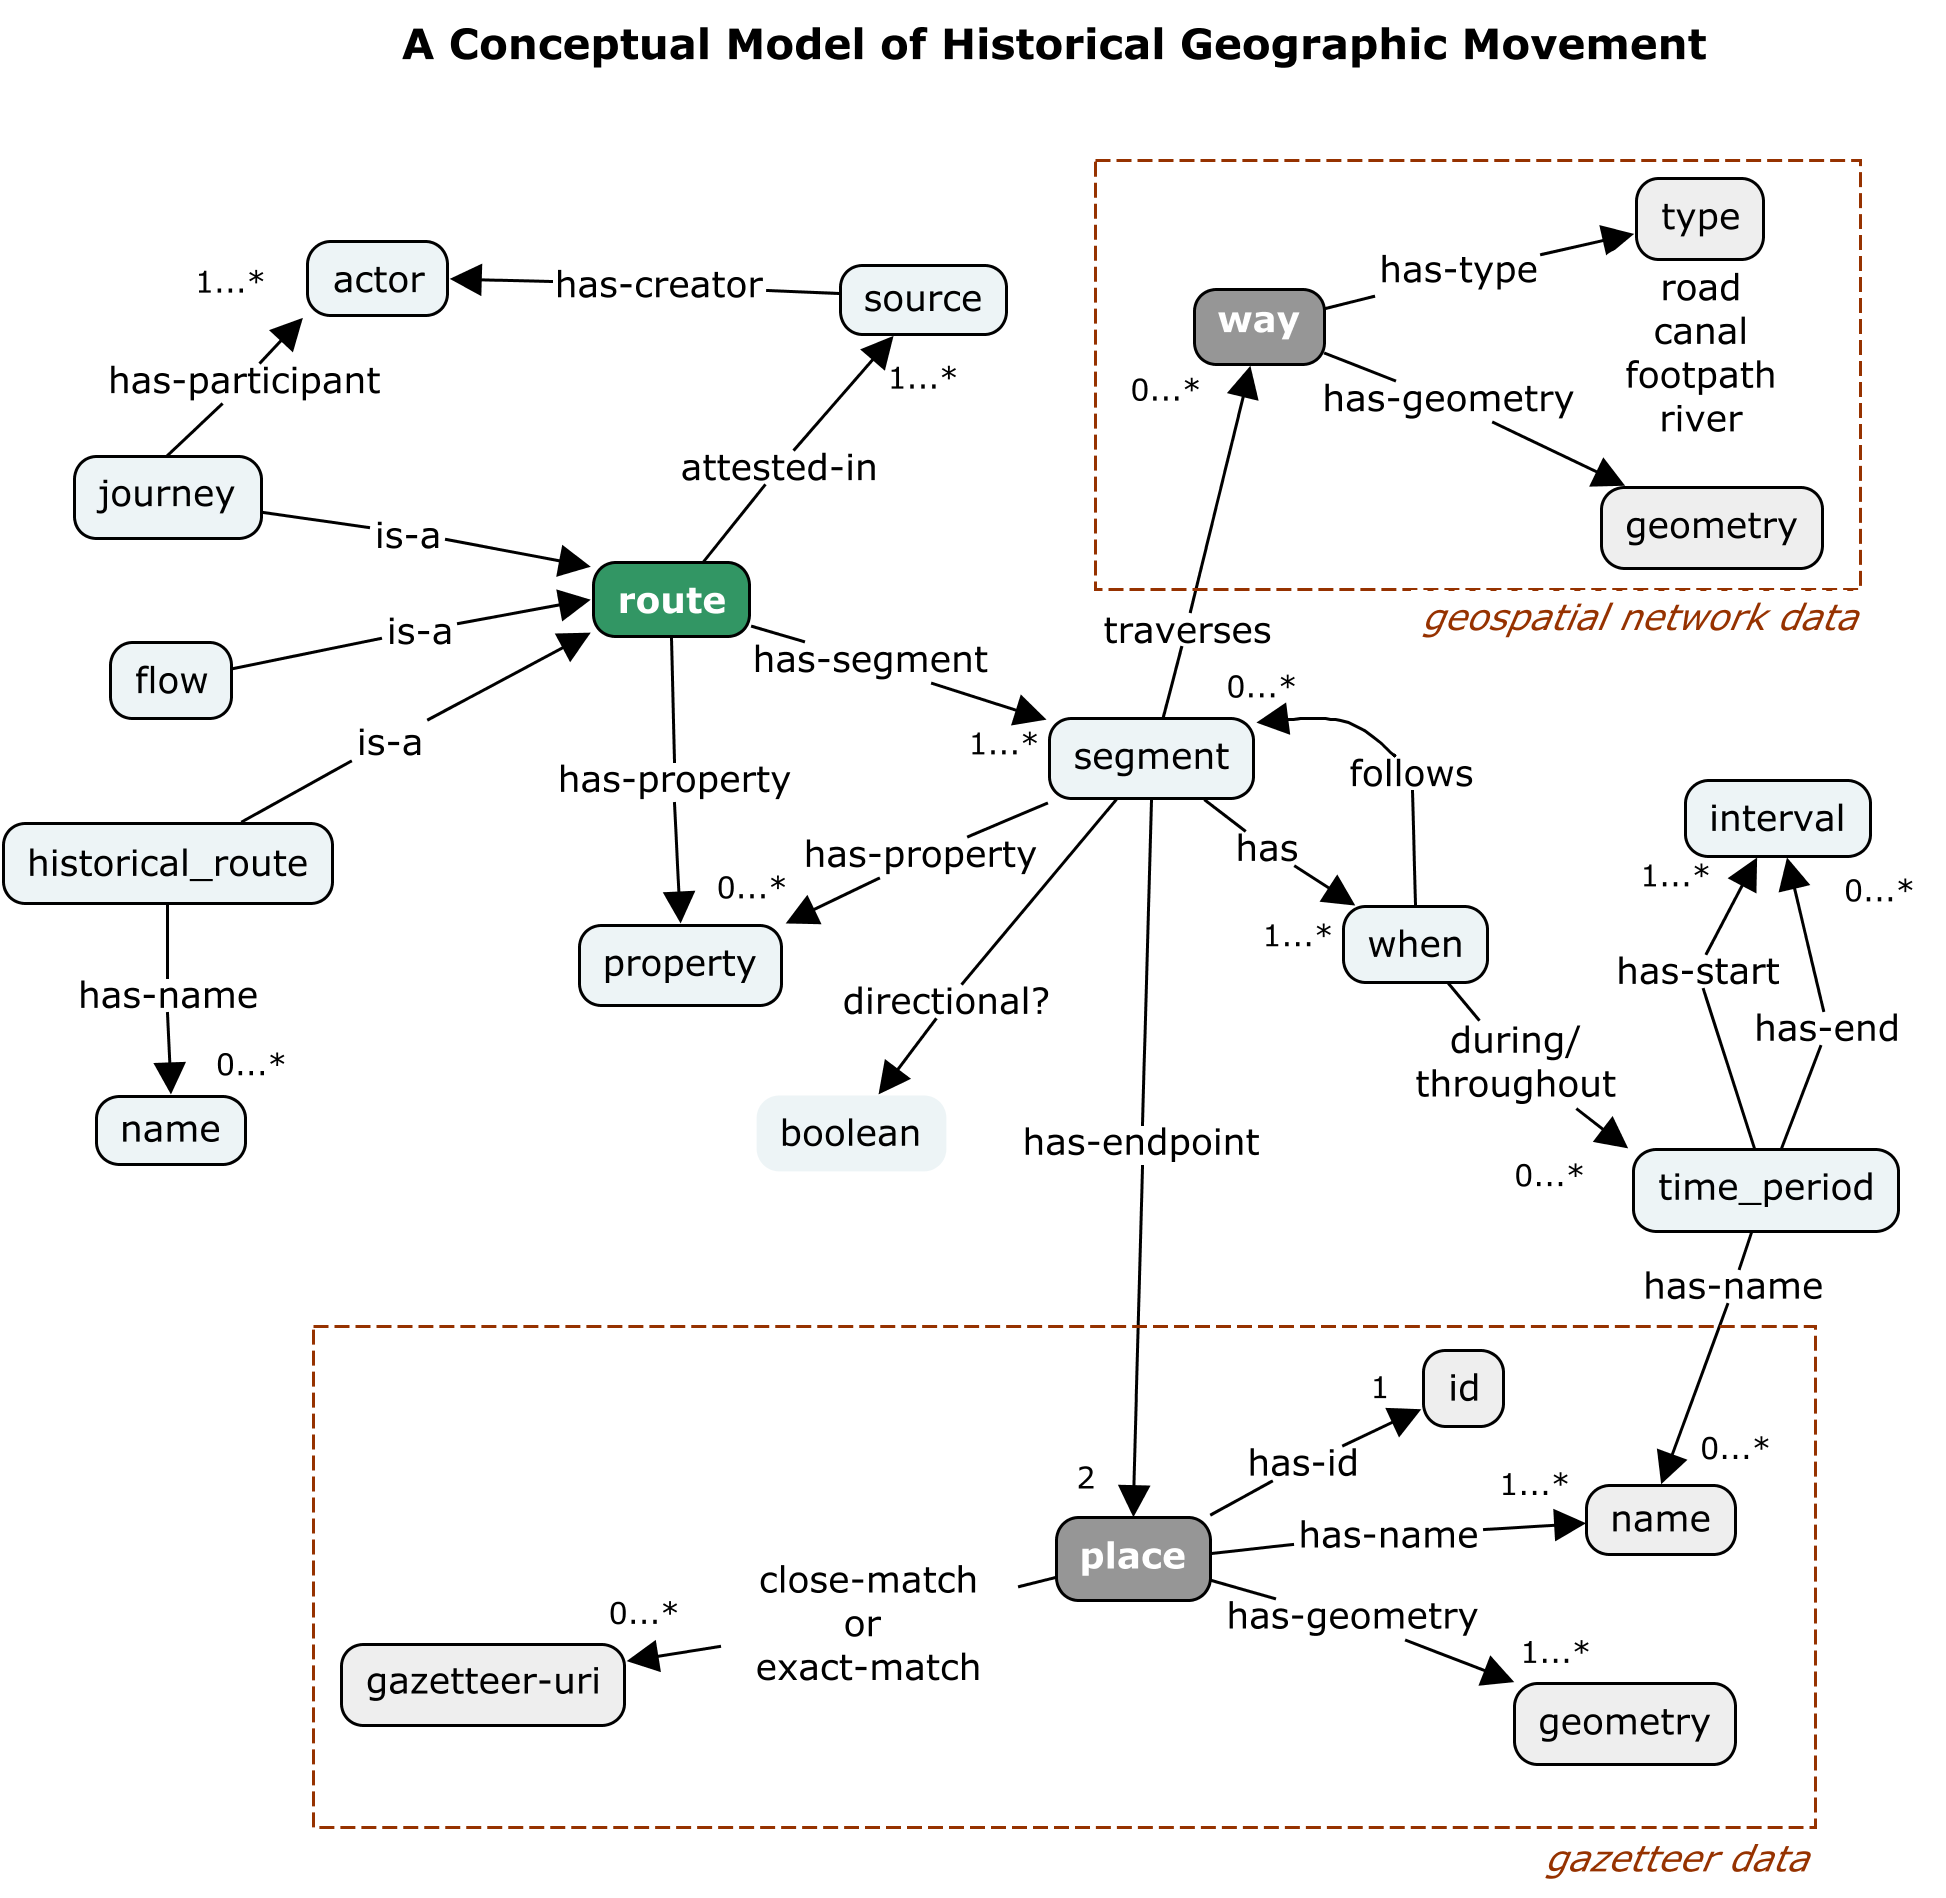 A Conceptual Model of Historical Geographic Movement
type
road
canal
footpath
river
has-type
way
0...*
has-geometry
geometry
geospatial network data
1...*
actor
has-creator
source
1...*
has-participant
attested-in
journey
is-a
route
is-a
flow
is-a
has-segment
traverses
0...*
1...*
segment
follows
has-property
has-property
0...*
property
has
1...*
when
interval
1...*
0...*
has-start
has-end
historical_route
has-name
0...*
name
directional?
boolean
has-endpoint
during/
throughout
0...*
time_period
has-name
0...*
1
id
has-id
2
1...*
name
has-name
place
close-match
or
exact-match
0...*
gazetteer-uri
has-geometry
1...*
geometry
gazetteer data